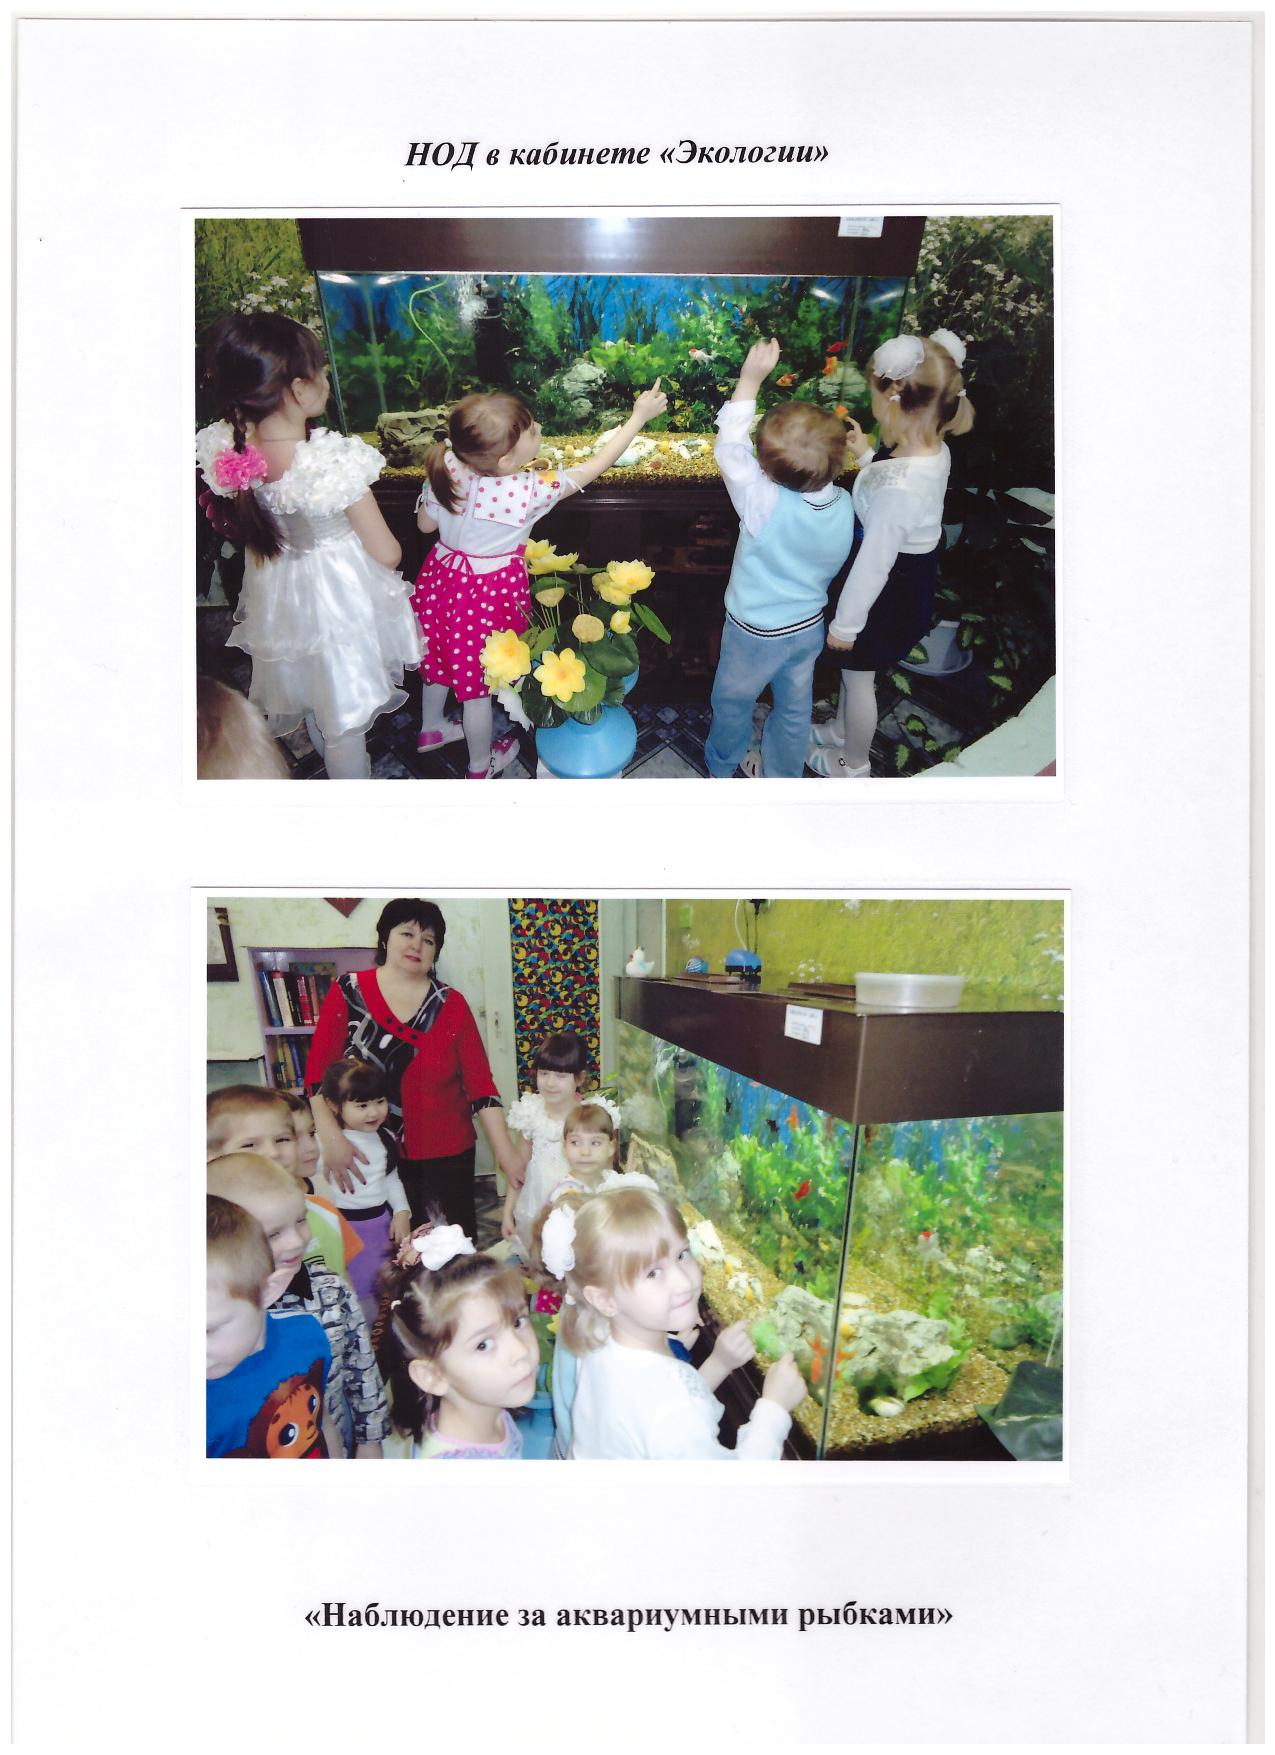 НОД в кабинете «Экологии»
«Наблюдение за аквариумными рыбками»